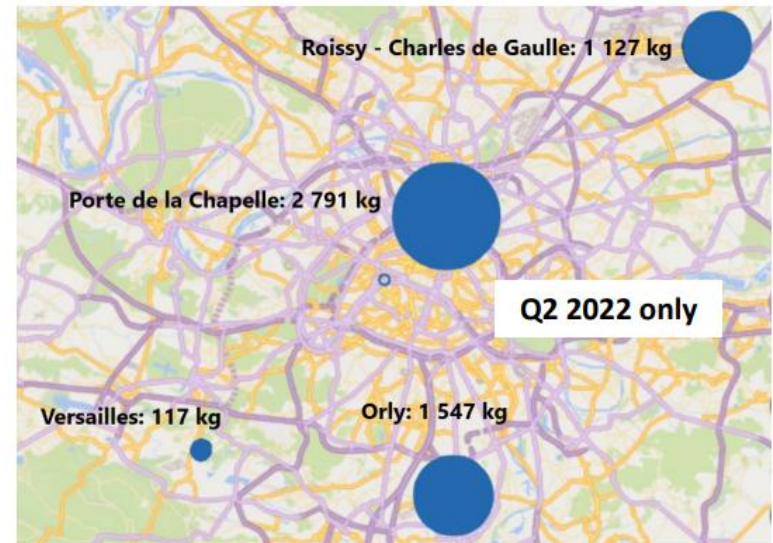 Roissy - Charles de Gaulle: 1 127 kg
Porte de la Chapelle: 2 791 kg
Q2 2022 only
Versailles: 117 kg
Orly: 1 547 kg